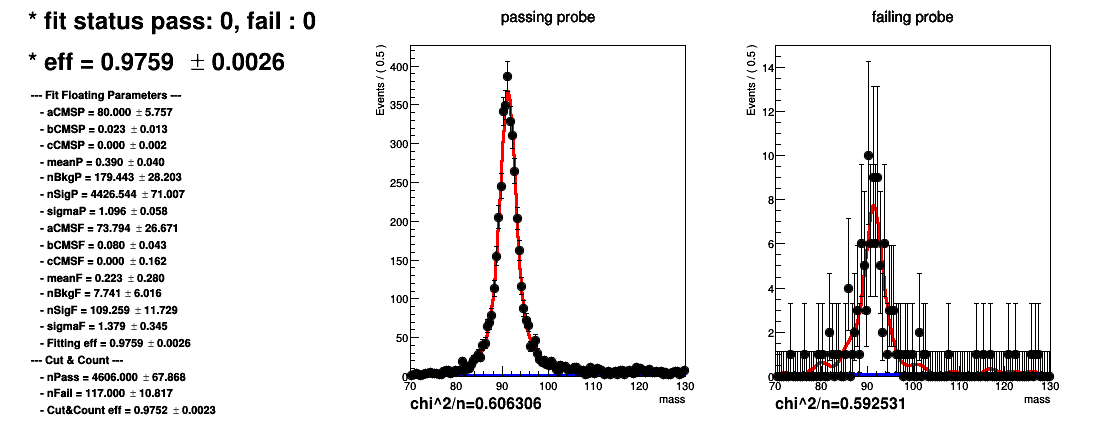 * fit status pass: 0, fail : 0
* eff = 0.9759 ± 0.0026
--- Fit Floating Parameters ---
- aCMSP = 80.000 ± 5.757
- bCMSP = 0.023 ± 0.013
- cCMSP = 0.000 ± 0.002
- meanP = 0.390 ± 0.040
- nBkgP = 179.443 ± 28.203
- nSigP = 4426.544 ± 71.007
- sigmaP = 1.096 ± 0.058
- aCMSF = 73.794 ± 26.671
- bCMSF = 0.080 ± 0.043
- cCMSF = 0.000 ± 0.162
- meanF = 0.223 ± 0.280
- nBkgF = 7.741 ± 6.016
- nSigF = 109.259 ± 11.729
- sigmaF = 1.379 ± 0.345
- Fitting eff = 0.9759 ± 0.0026
--- Cut & Count ---
- nPass = 4606.000 ± 67.868
- nFail = 117.000 ± 10.817
- Cut&Count eff = 0.9752 ± 0.0023
passing probe
Events / ( 0.5 )
400
350
300
250
200
150
100
50
0
70 80 90 100 110 120 130
mass
chi^2/n=0.606306
failing probe
Events / ( 0.5 )
14
12
10
8
6
4
2
0
70 80 90 100 110 120 130
mass
chi^2/n=0.592531